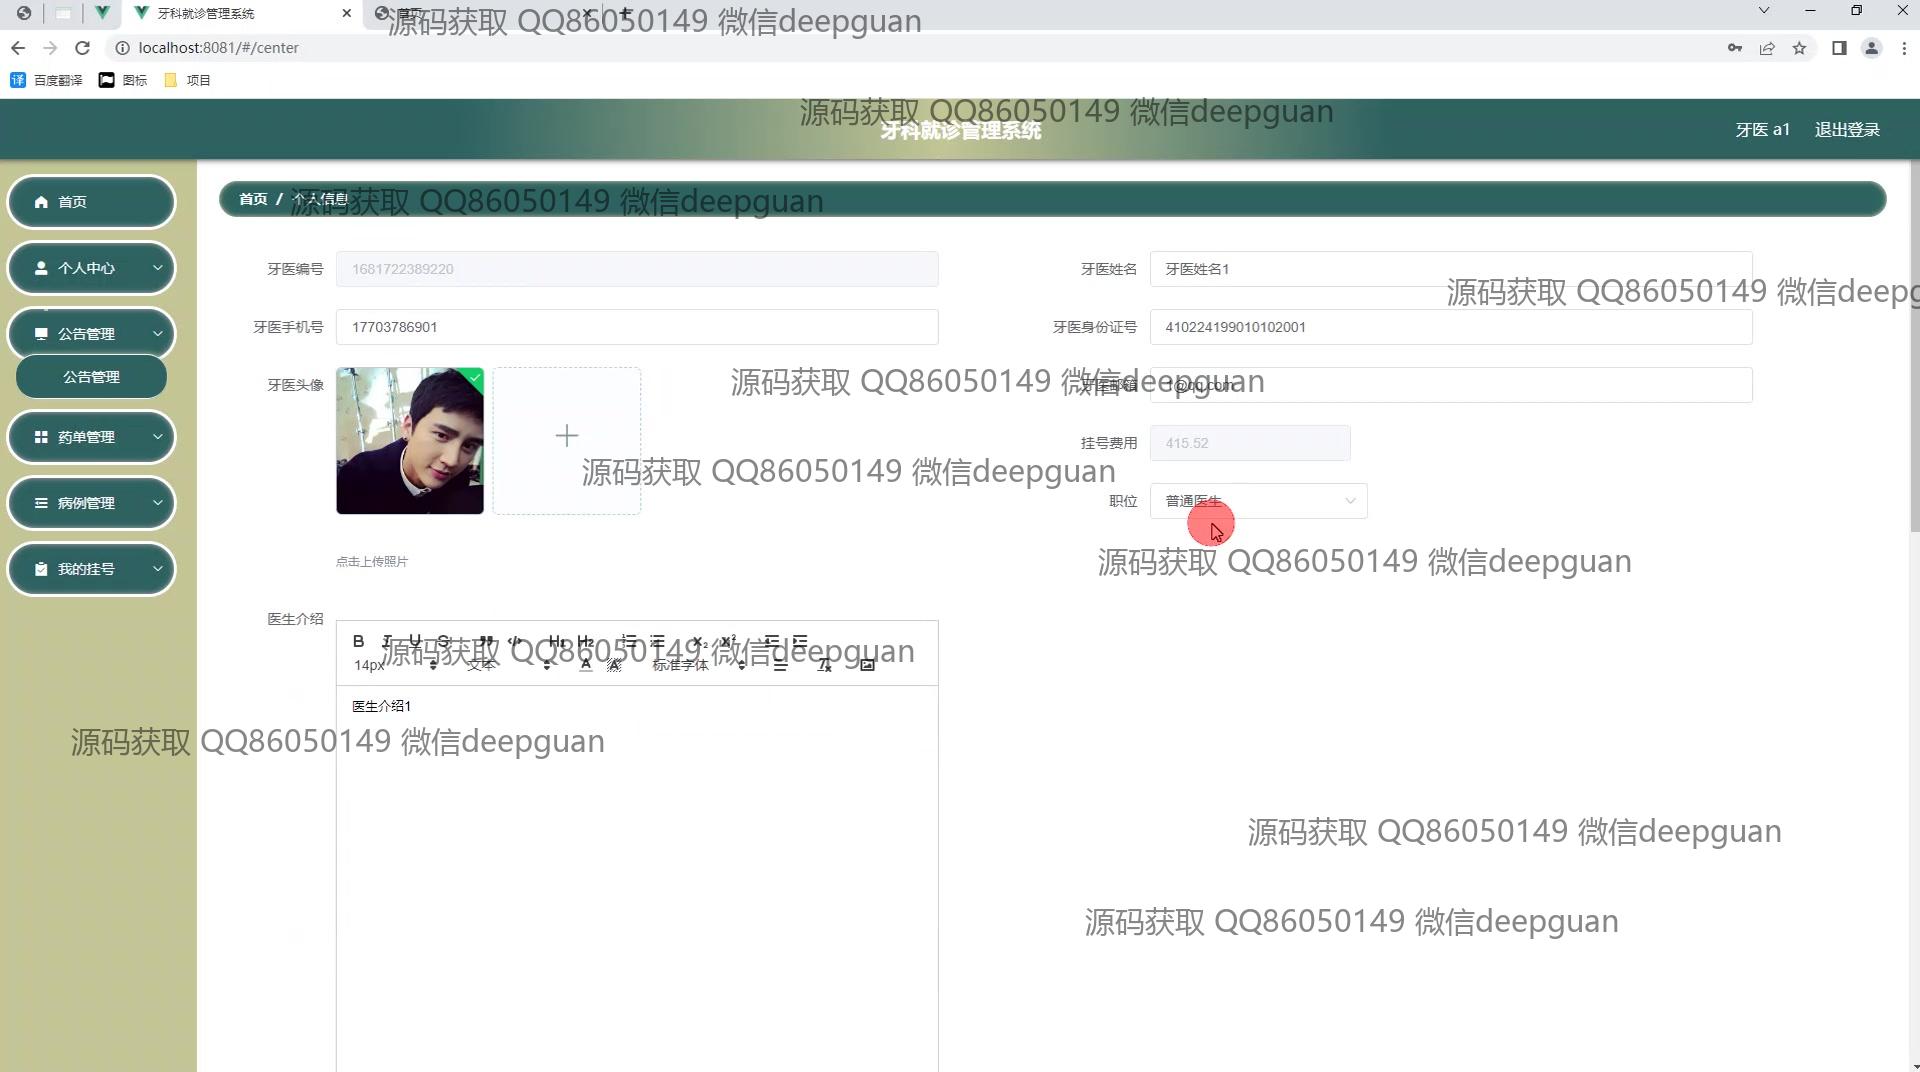 牙科就诊管理系统
首页
源码获取 QQ86050149 微信deepguan
localhost:8081/#/center
百度翻译 图标 项目
源码获取 QQ86050149 微信deepguan
牙科就诊管理系统
牙医 a1 退出登录
首页 / 个人信息
源码获取 QQ86050149 微信deepguan
首页
个人中心
公告管理
公告管理
药单管理
病例管理
我的挂号
牙医编号 1681722389220
牙医姓名 牙医姓名1
源码获取 QQ86050149 微信deepg
牙医手机号 17703786901
牙医身份证号 410224199010102001
牙医头像
源码获取 QQ86050149 微信deepguan
牙医邮箱 1@qq.com
挂号费用 415.52
源码获取 QQ86050149 微信deepguan
职位 普通医生
点击上传照片
源码获取 QQ86050149 微信deepguan
医生介绍
B I U S ” </> H1 H2 X2 X2
源码获取 QQ86050149 微信deepguan
14px 文本 A A 标准字体 Tx
医生介绍1
源码获取 QQ86050149 微信deepguan
源码获取 QQ86050149 微信deepguan
源码获取 QQ86050149 微信deepguan